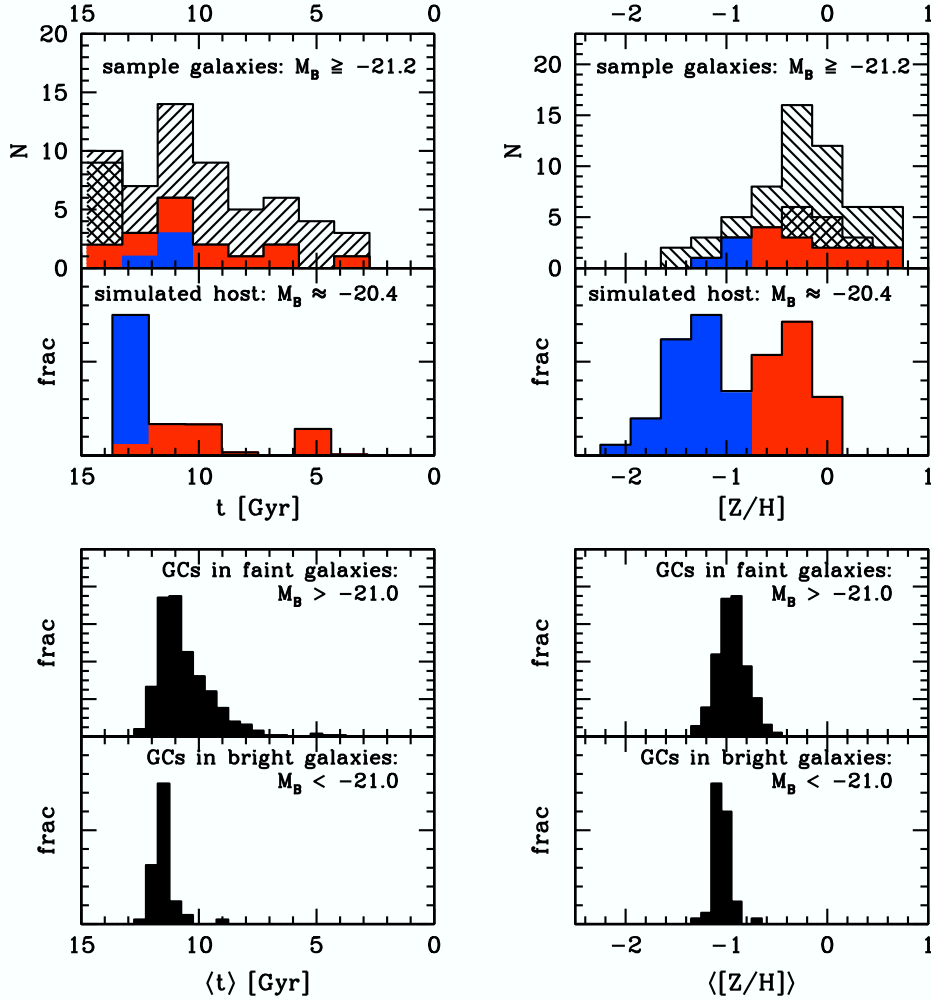 15 10 5 0
−2 −1 0 1
sample galaxies: M_B ≧ −21.2
sample galaxies: M_B ≧ −21.2
20
15
10
5
0
N
20
15
10
5
0
N
simulated host: M_B ≈ −20.4
simulated host: M_B ≈ −20.4
frac
frac
15 10 5 0
−2 −1 0 1
t [Gyr]
[Z/H]
GCs in faint galaxies:
M_B > −21.0
GCs in faint galaxies:
M_B > −21.0
frac
frac
GCs in bright galaxies:
M_B < −21.0
GCs in bright galaxies:
M_B < −21.0
frac
frac
15 10 5 0
−2 −1 0 1
⟨t⟩ [Gyr]
⟨[Z/H]⟩